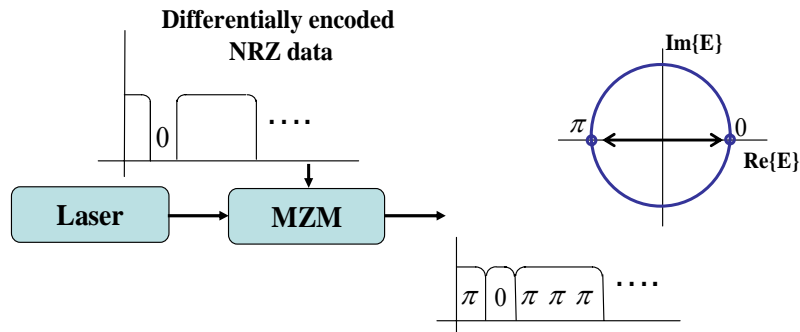 Differentially encoded
NRZ data
0
....
Laser
MZM
π 0 π π π ....
Im{E}
π 0
Re{E}